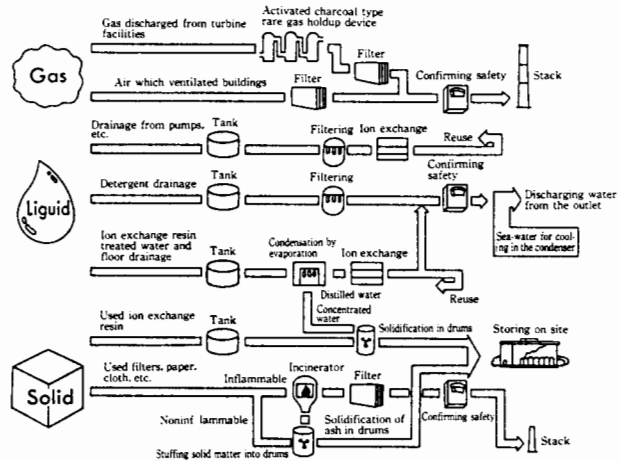 Gas discharged from turbine
facilities
Activated charcoal type
rare gas holdup device
Filter
Gas
Air which ventilated buildings
Filter
Confirming safety
Stack
Drainage from pumps,
etc.
Tank
Filtering
Ion exchange
Reuse
Confirming
safety
Liquid
Detergent drainage
Tank
Filtering
Discharging water
from the outlet
Sea-water for cool-
ing in the condenser
Ion exchange resin
treated water and
floor drainage
Tank
Condensation by
evaporation
Ion exchange
Distilled water
Reuse
Concentrated
water
Used ion exchange
resin
Tank
Solidification in drums
Storing on site
Solid
Used filters, paper,
cloth, etc.
Inflammable
Incinerator
Filter
Confirming safety
Noninf lammable
Solidification of
ash in drums
Stuffing solid matter into drums
Stack